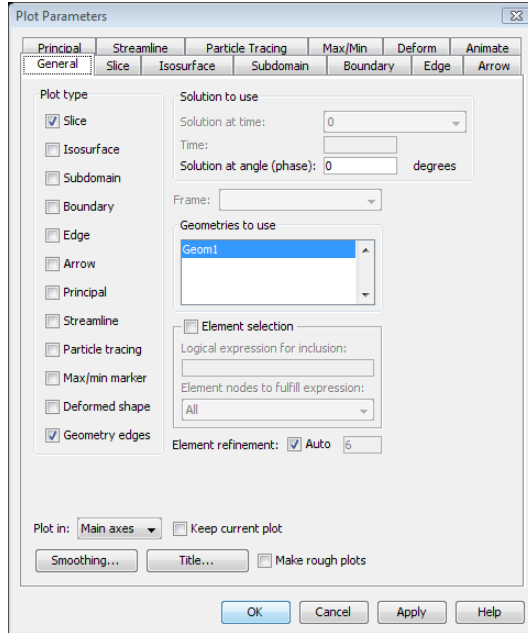 Plot Parameters
Principal Streamline Particle Tracing Max/Min Deform Animate
General Slice Isosurface Subdomain Boundary Edge Arrow
Plot type
Slice
Isosurface
Subdomain
Boundary
Edge
Arrow
Principal
Streamline
Particle tracing
Max/min marker
Deformed shape
Geometry edges
Solution to use
Solution at time: 0
Time:
Solution at angle (phase): 0 degrees
Frame:
Geometries to use
Geom1
Element selection
Logical expression for inclusion:
Element nodes to fulfill expression:
All
Element refinement: Auto 6
Plot in: Main axes Keep current plot
Smoothing... Title... Make rough plots
OK Cancel Apply Help